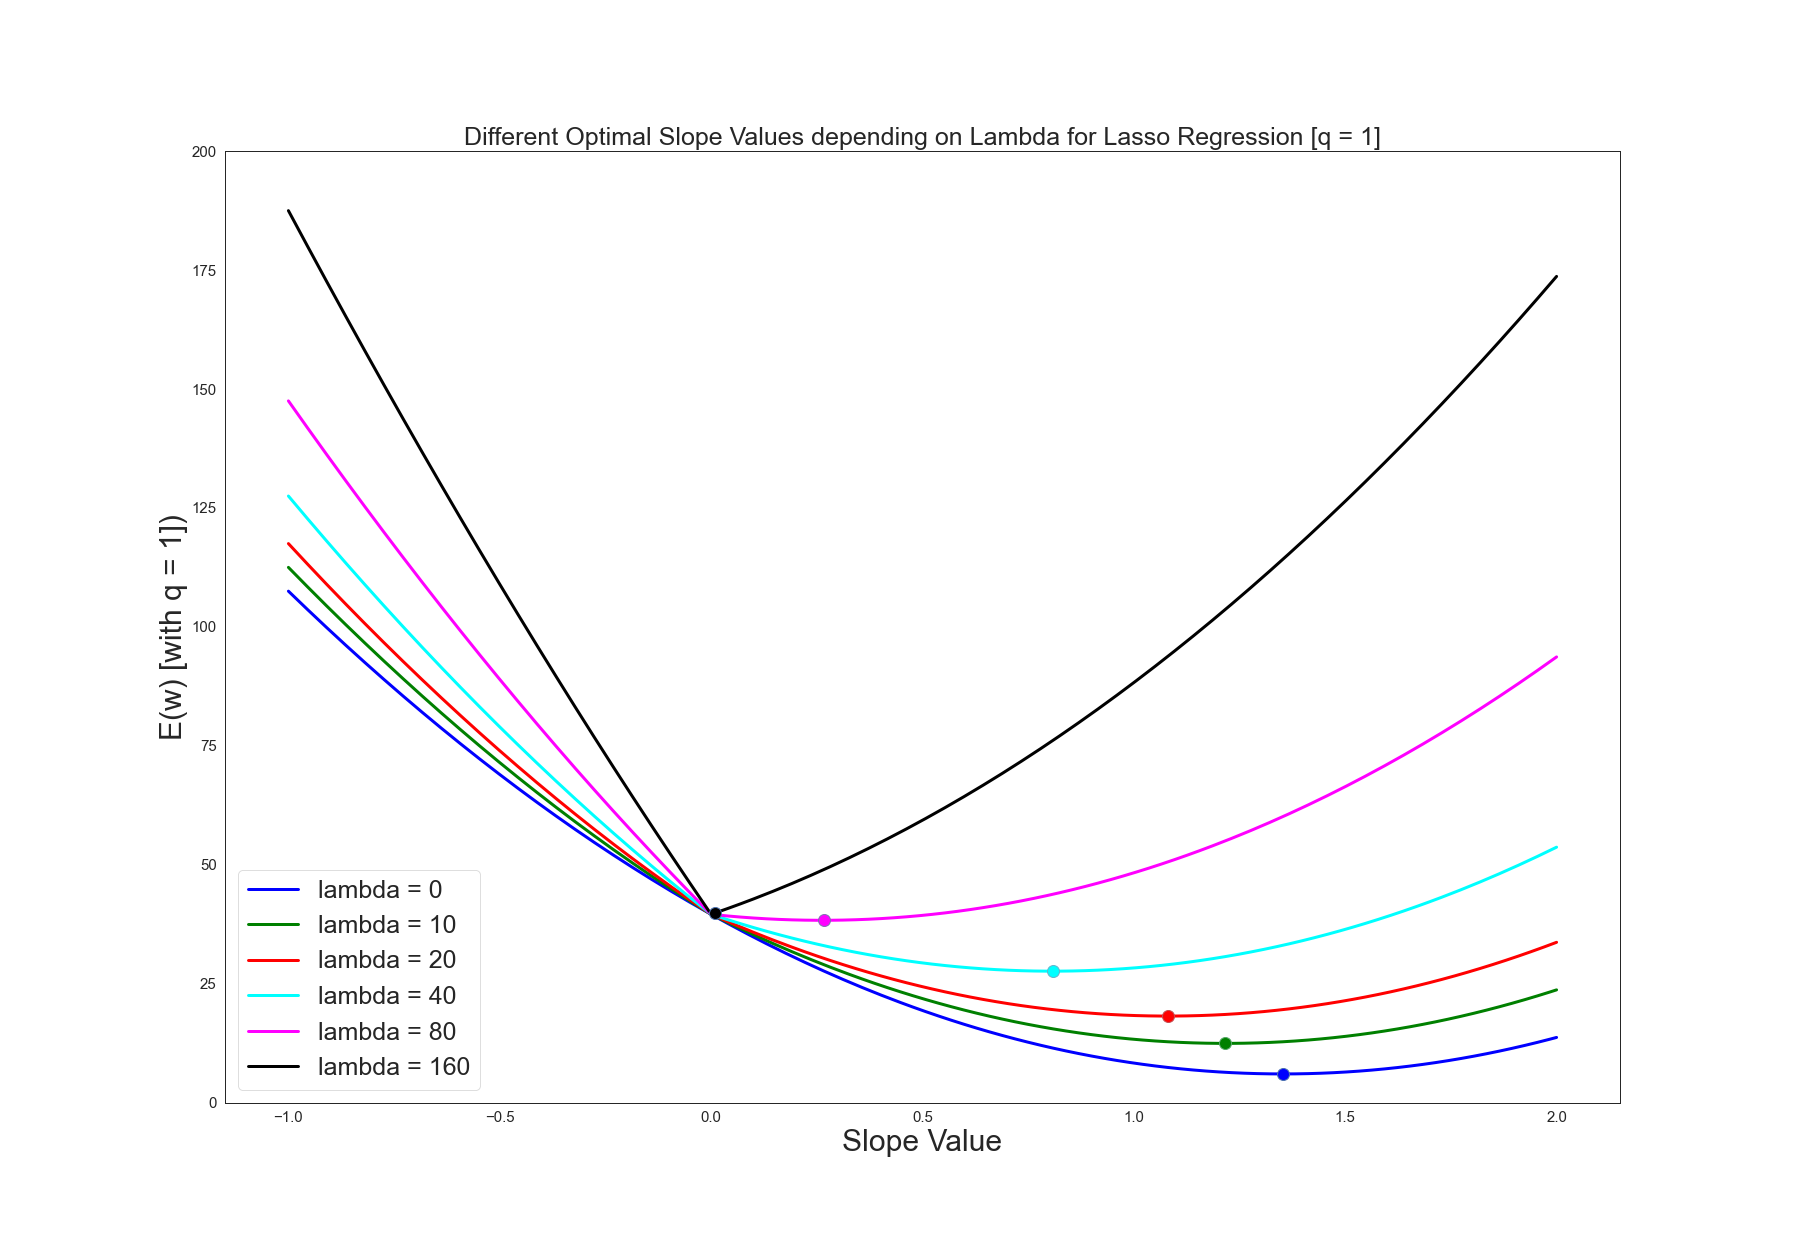 Different Optimal Slope Values depending on Lambda for Lasso Regression [q = 1]
200
175
150
125
100
75
50
25
0
E(w) [with q = 1])
lambda = 0
lambda = 10
lambda = 20
lambda = 40
lambda = 80
lambda = 160
−1.0 −0.5 0.0 0.5 1.0 1.5 2.0
Slope Value